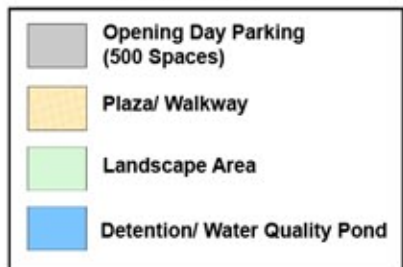 Opening Day Parking
(500 Spaces)
Plaza/ Walkway
Landscape Area
Detention/ Water Quality Pond